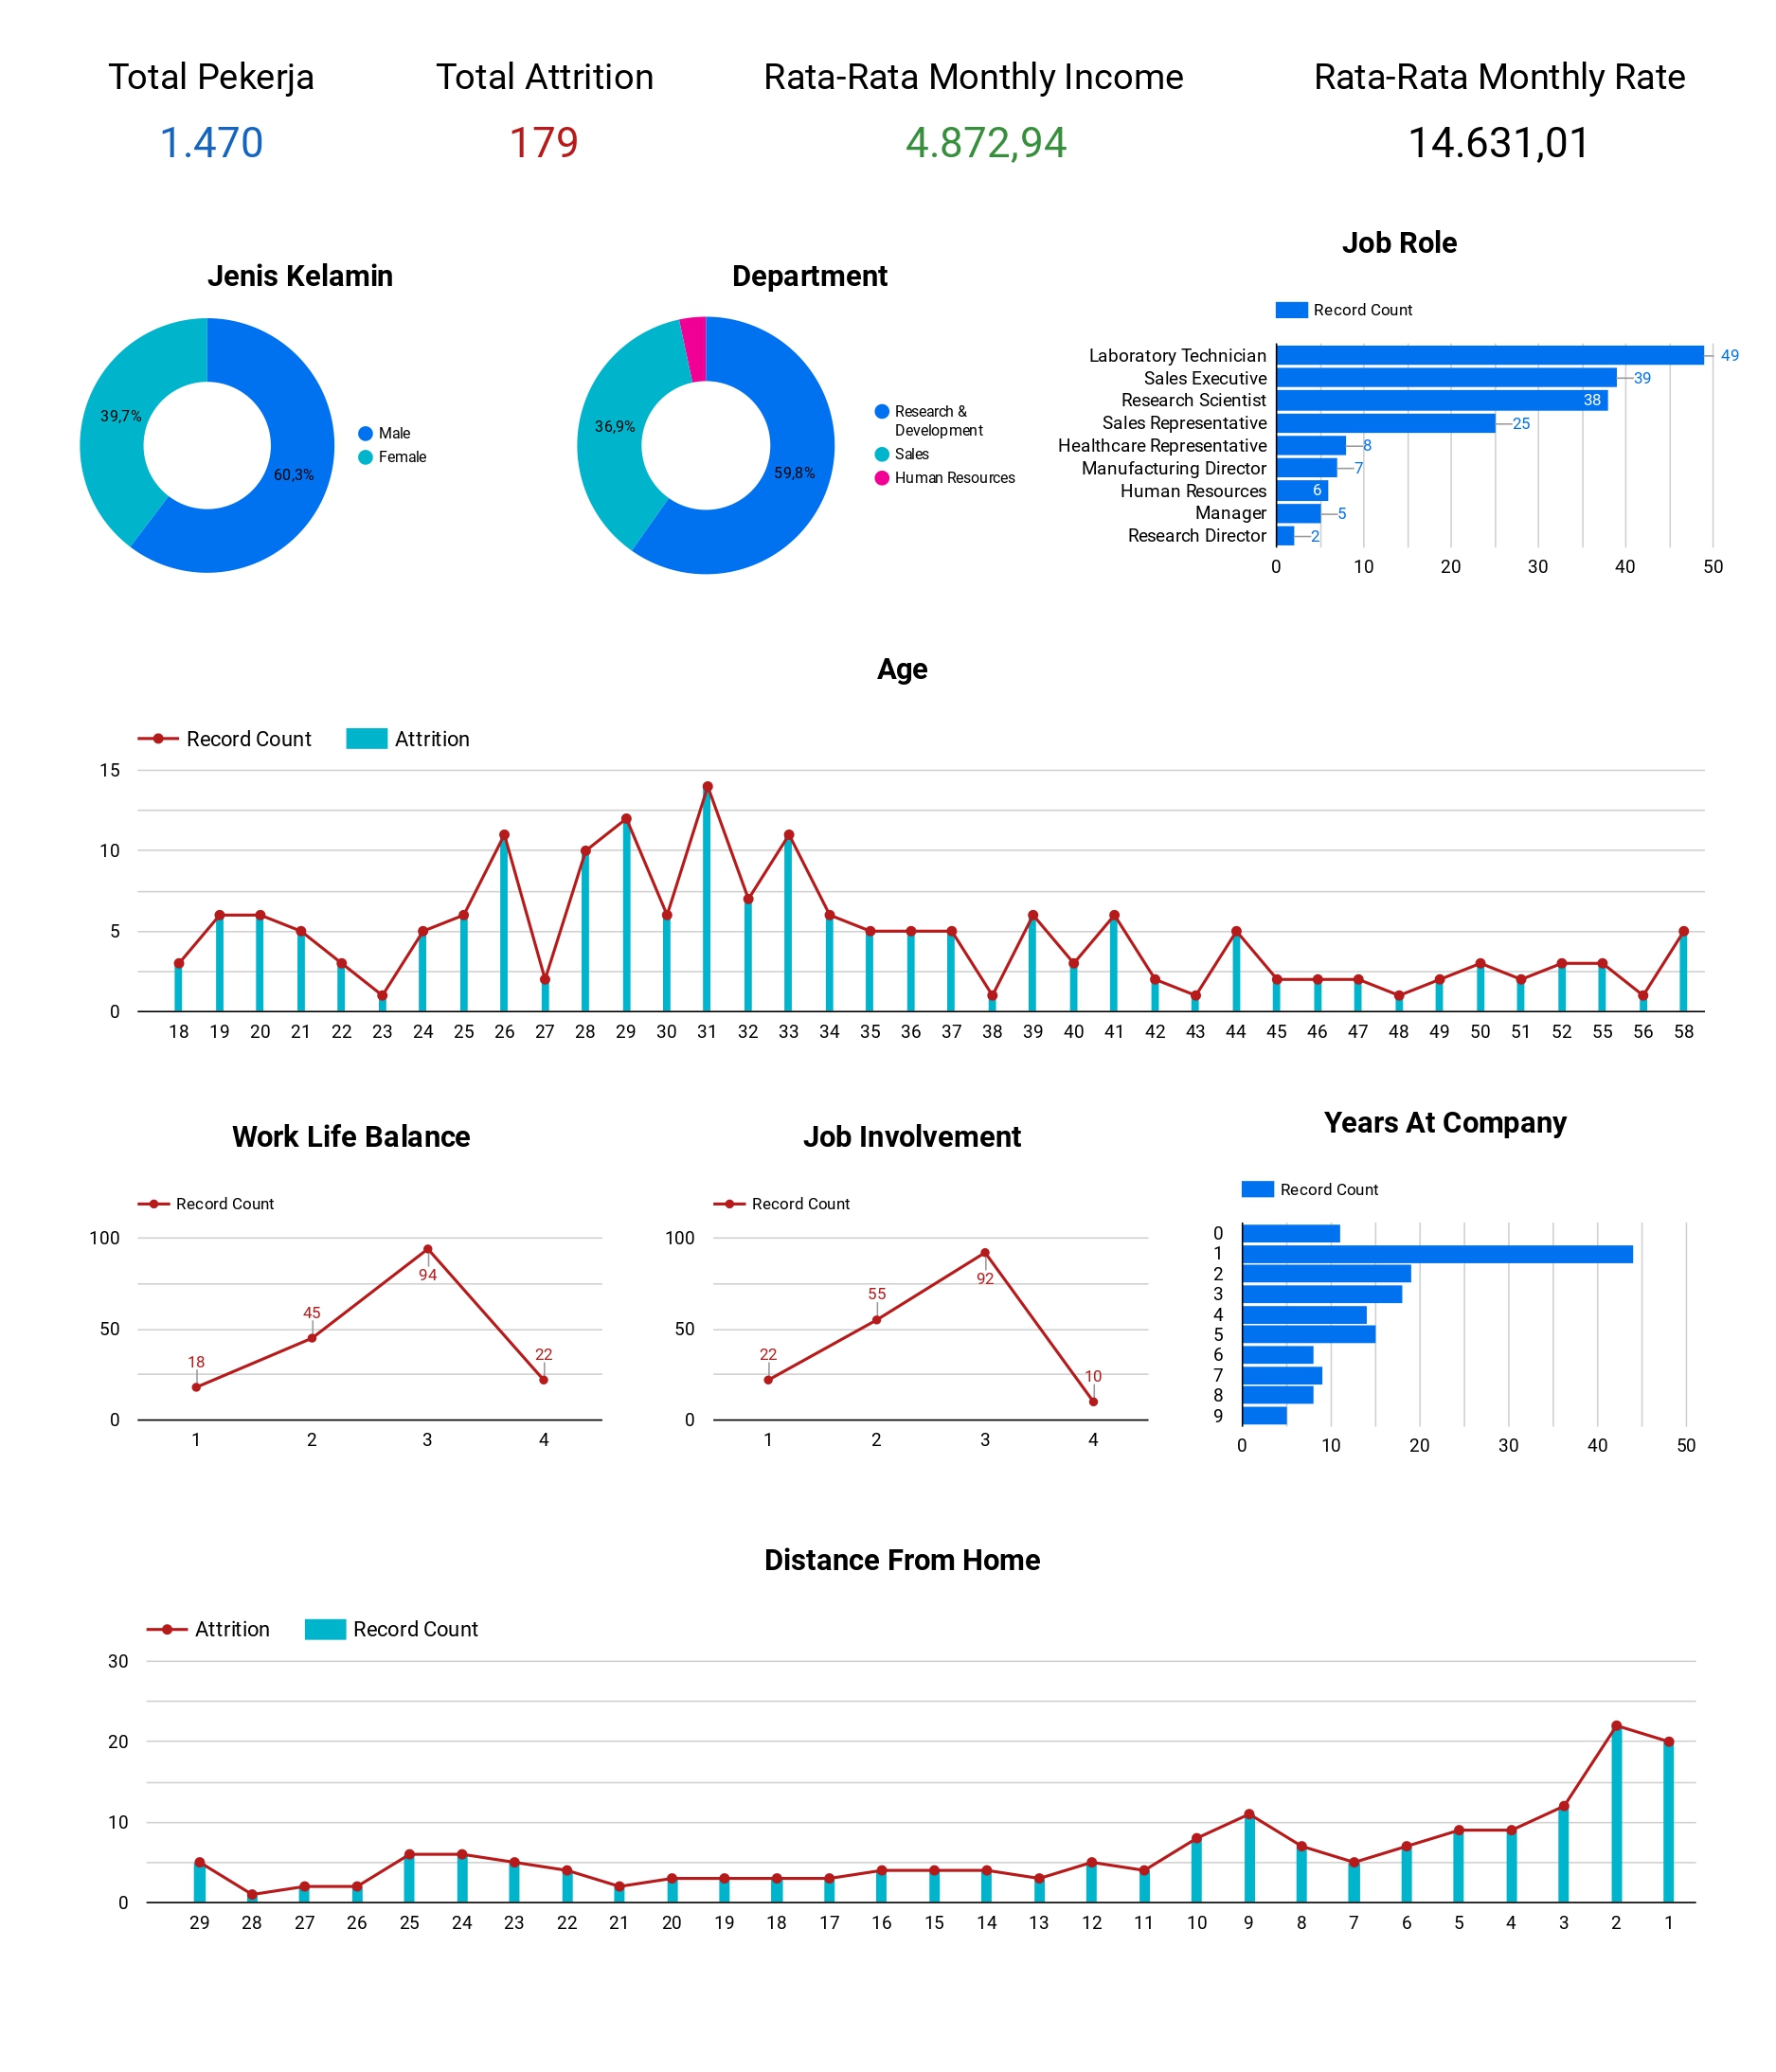 Total Pekerja
1.470
Total Attrition
179
Rata-Rata Monthly Income
4.872,94
Rata-Rata Monthly Rate
14.631,01
Jenis Kelamin
39,7%
60,3%
Male
Female
Department
36,9%
59,8%
Research &
Development
Sales
Human Resources
Job Role
Record Count
Laboratory Technician 49
Sales Executive 39
Research Scientist 38
Sales Representative 25
Healthcare Representative 8
Manufacturing Director 7
Human Resources 6
Manager 5
Research Director 2
0 10 20 30 40 50
Age
Record Count Attrition
15
10
5
0
18 19 20 21 22 23 24 25 26 27 28 29 30 31 32 33 34 35 36 37 38 39 40 41 42 43 44 45 46 47 48 49 50 51 52 55 56 58
Work Life Balance
Record Count
100
94
45
50
22
18
0
1 2 3 4
Job Involvement
Record Count
100
92
55
50
22
10
0
1 2 3 4
Years At Company
Record Count
0
1
2
3
4
5
6
7
8
9
0 10 20 30 40 50
Distance From Home
Attrition Record Count
30
20
10
0
29 28 27 26 25 24 23 22 21 20 19 18 17 16 15 14 13 12 11 10 9 8 7 6 5 4 3 2 1